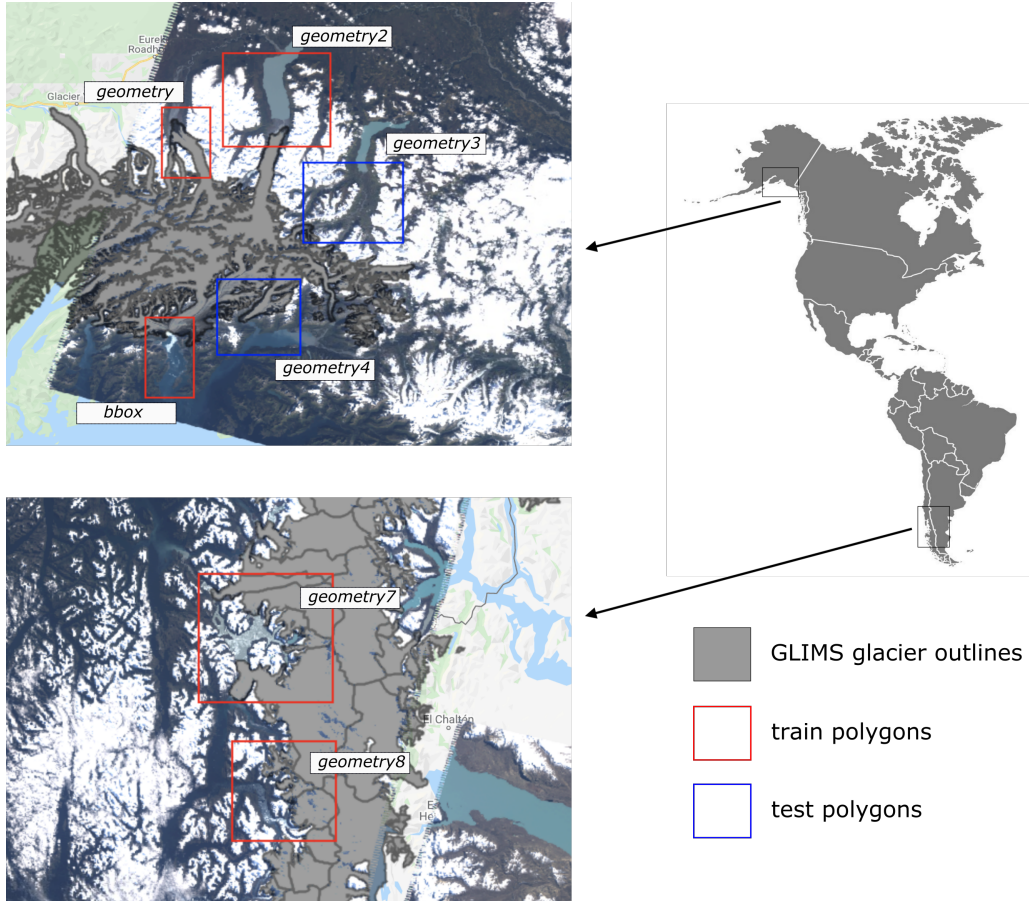 geometry2
Eurek
Roadh
geometry
Glacier
geometry3
geometry4
bbox
geometry7
El Chaltén
geometry8
E
He
GLIMS glacier outlines
train polygons
test polygons